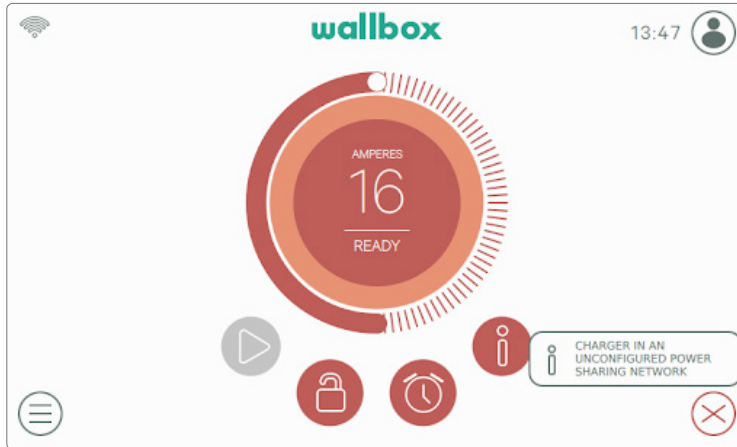 wallbox
13:47
AMPERES
16
READY
CHARGER IN AN
UNCONFIGURED POWER
SHARING NETWORK